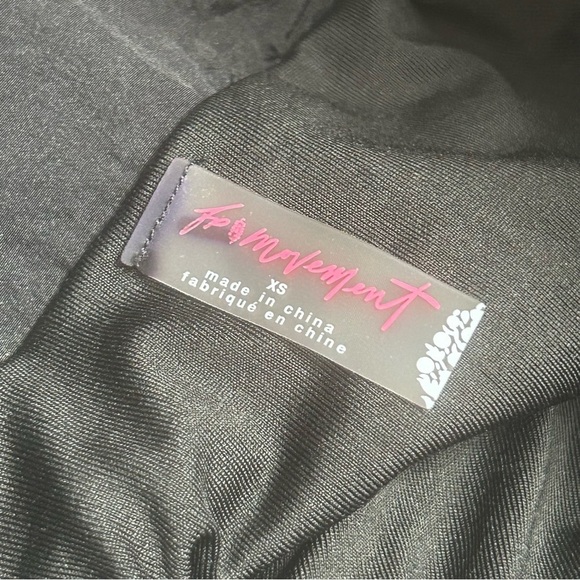 fp movement
XS
made in china
fabriqué en chine